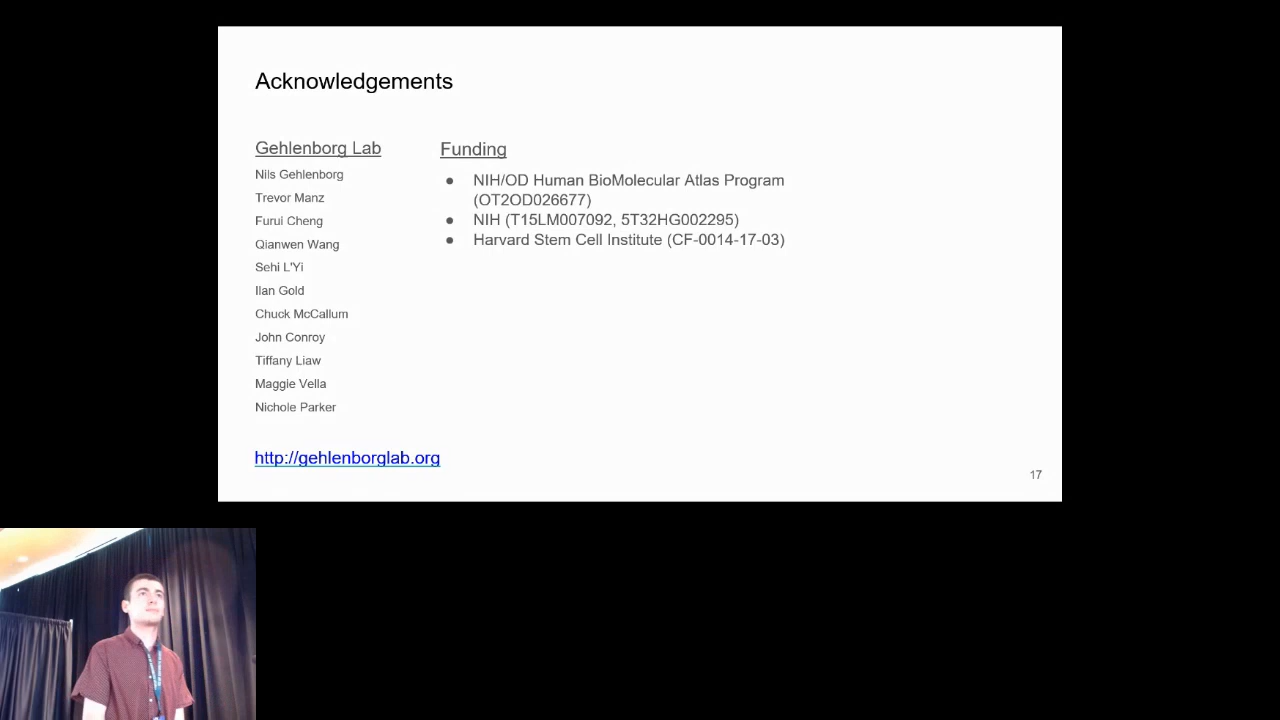 Acknowledgements
Gehlenborg Lab
Nils Gehlenborg
Trevor Manz
Furui Cheng
Qianwen Wang
Sehi L'Yi
Ilan Gold
Chuck McCallum
John Conroy
Tiffany Liaw
Maggie Vella
Nichole Parker
http://gehlenborglab.org
Funding
● NIH/OD Human BioMolecular Atlas Program
(OT2OD026677)
● NIH (T15LM007092, 5T32HG002295)
● Harvard Stem Cell Institute (CF-0014-17-03)
17